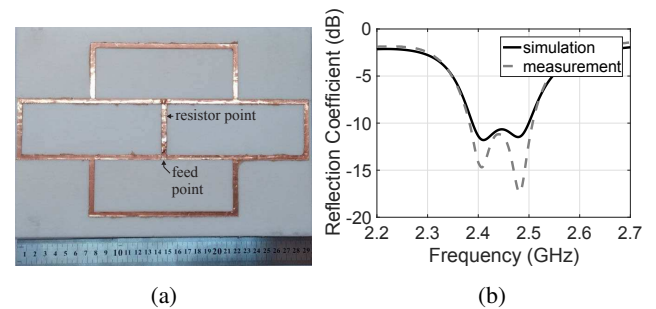 resistor point
feed
point
1 2 3 4 5 6 7 8 9 10 11 12 13 14 15 16 17 18 19 20 21 22 23 24 25 26 27 28 29
(a)
Reflection Coefficient (dB)
0
-5
-10
-15
-20
simulation
measurement
2.2 2.3 2.4 2.5 2.6 2.7
Frequency (GHz)
(b)